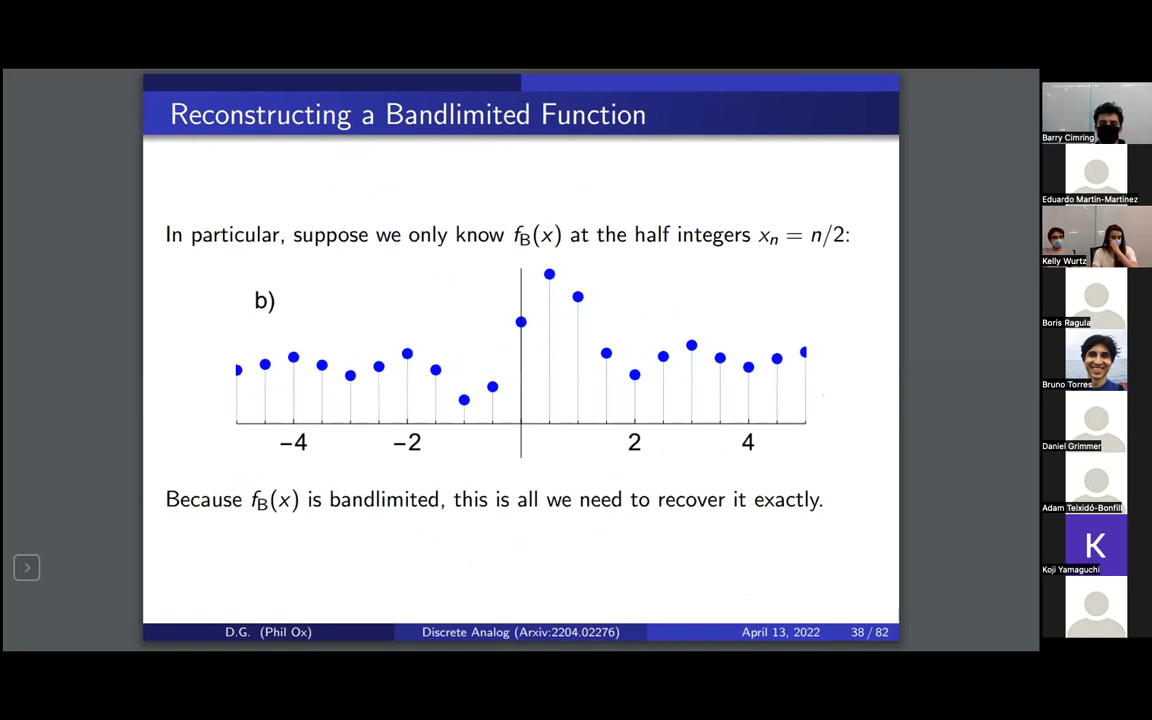 Reconstructing a Bandlimited Function
In particular, suppose we only know fB(x) at the half integers xn = n/2:
b)
−4 −2 2 4
Because fB(x) is bandlimited, this is all we need to recover it exactly.
D.G. (Phil Ox) Discrete Analog (Arxiv:2204.02276) April 13, 2022 38 / 82
Barry Cimring
Eduardo Martin-Martinez
Kelly Wurtz
Boris Ragula
Bruno Torres
Daniel Grimmer
Adam Teixidó-Bonfill
K
Koji Yamaguchi